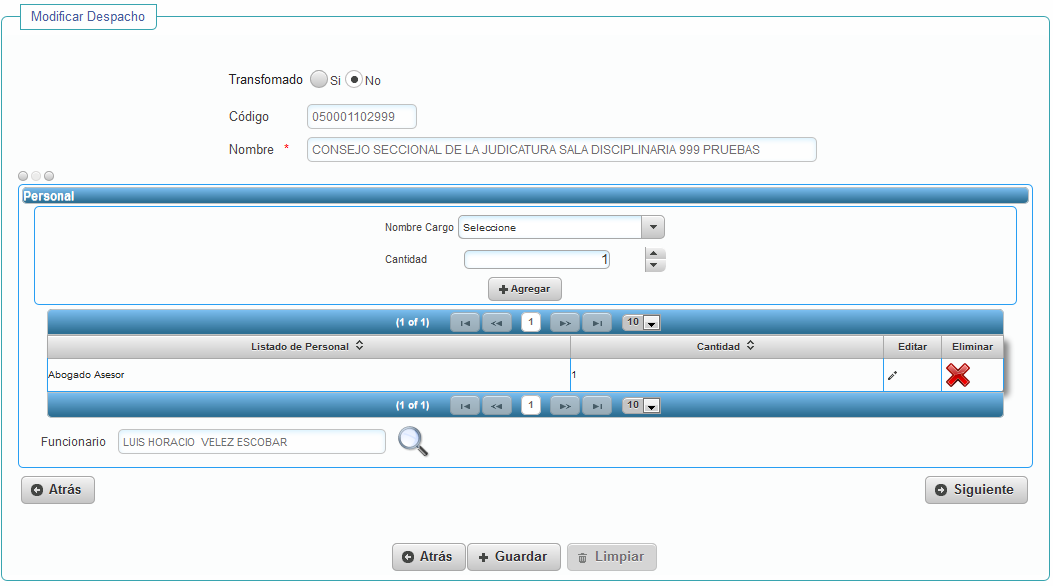 Modificar Despacho
Transfomado Si No
Código 050001102999
Nombre * CONSEJO SECCIONAL DE LA JUDICATURA SALA DISCIPLINARIA 999 PRUEBAS
Personal
Nombre Cargo Seleccione
Cantidad 1
Agregar
(1 of 1) 1 10
Listado de Personal Cantidad Editar Eliminar
Abogado Asesor 1
(1 of 1) 1 10
Funcionario LUIS HORACIO VELEZ ESCOBAR
Atrás Siguiente
Atrás Guardar Limpiar